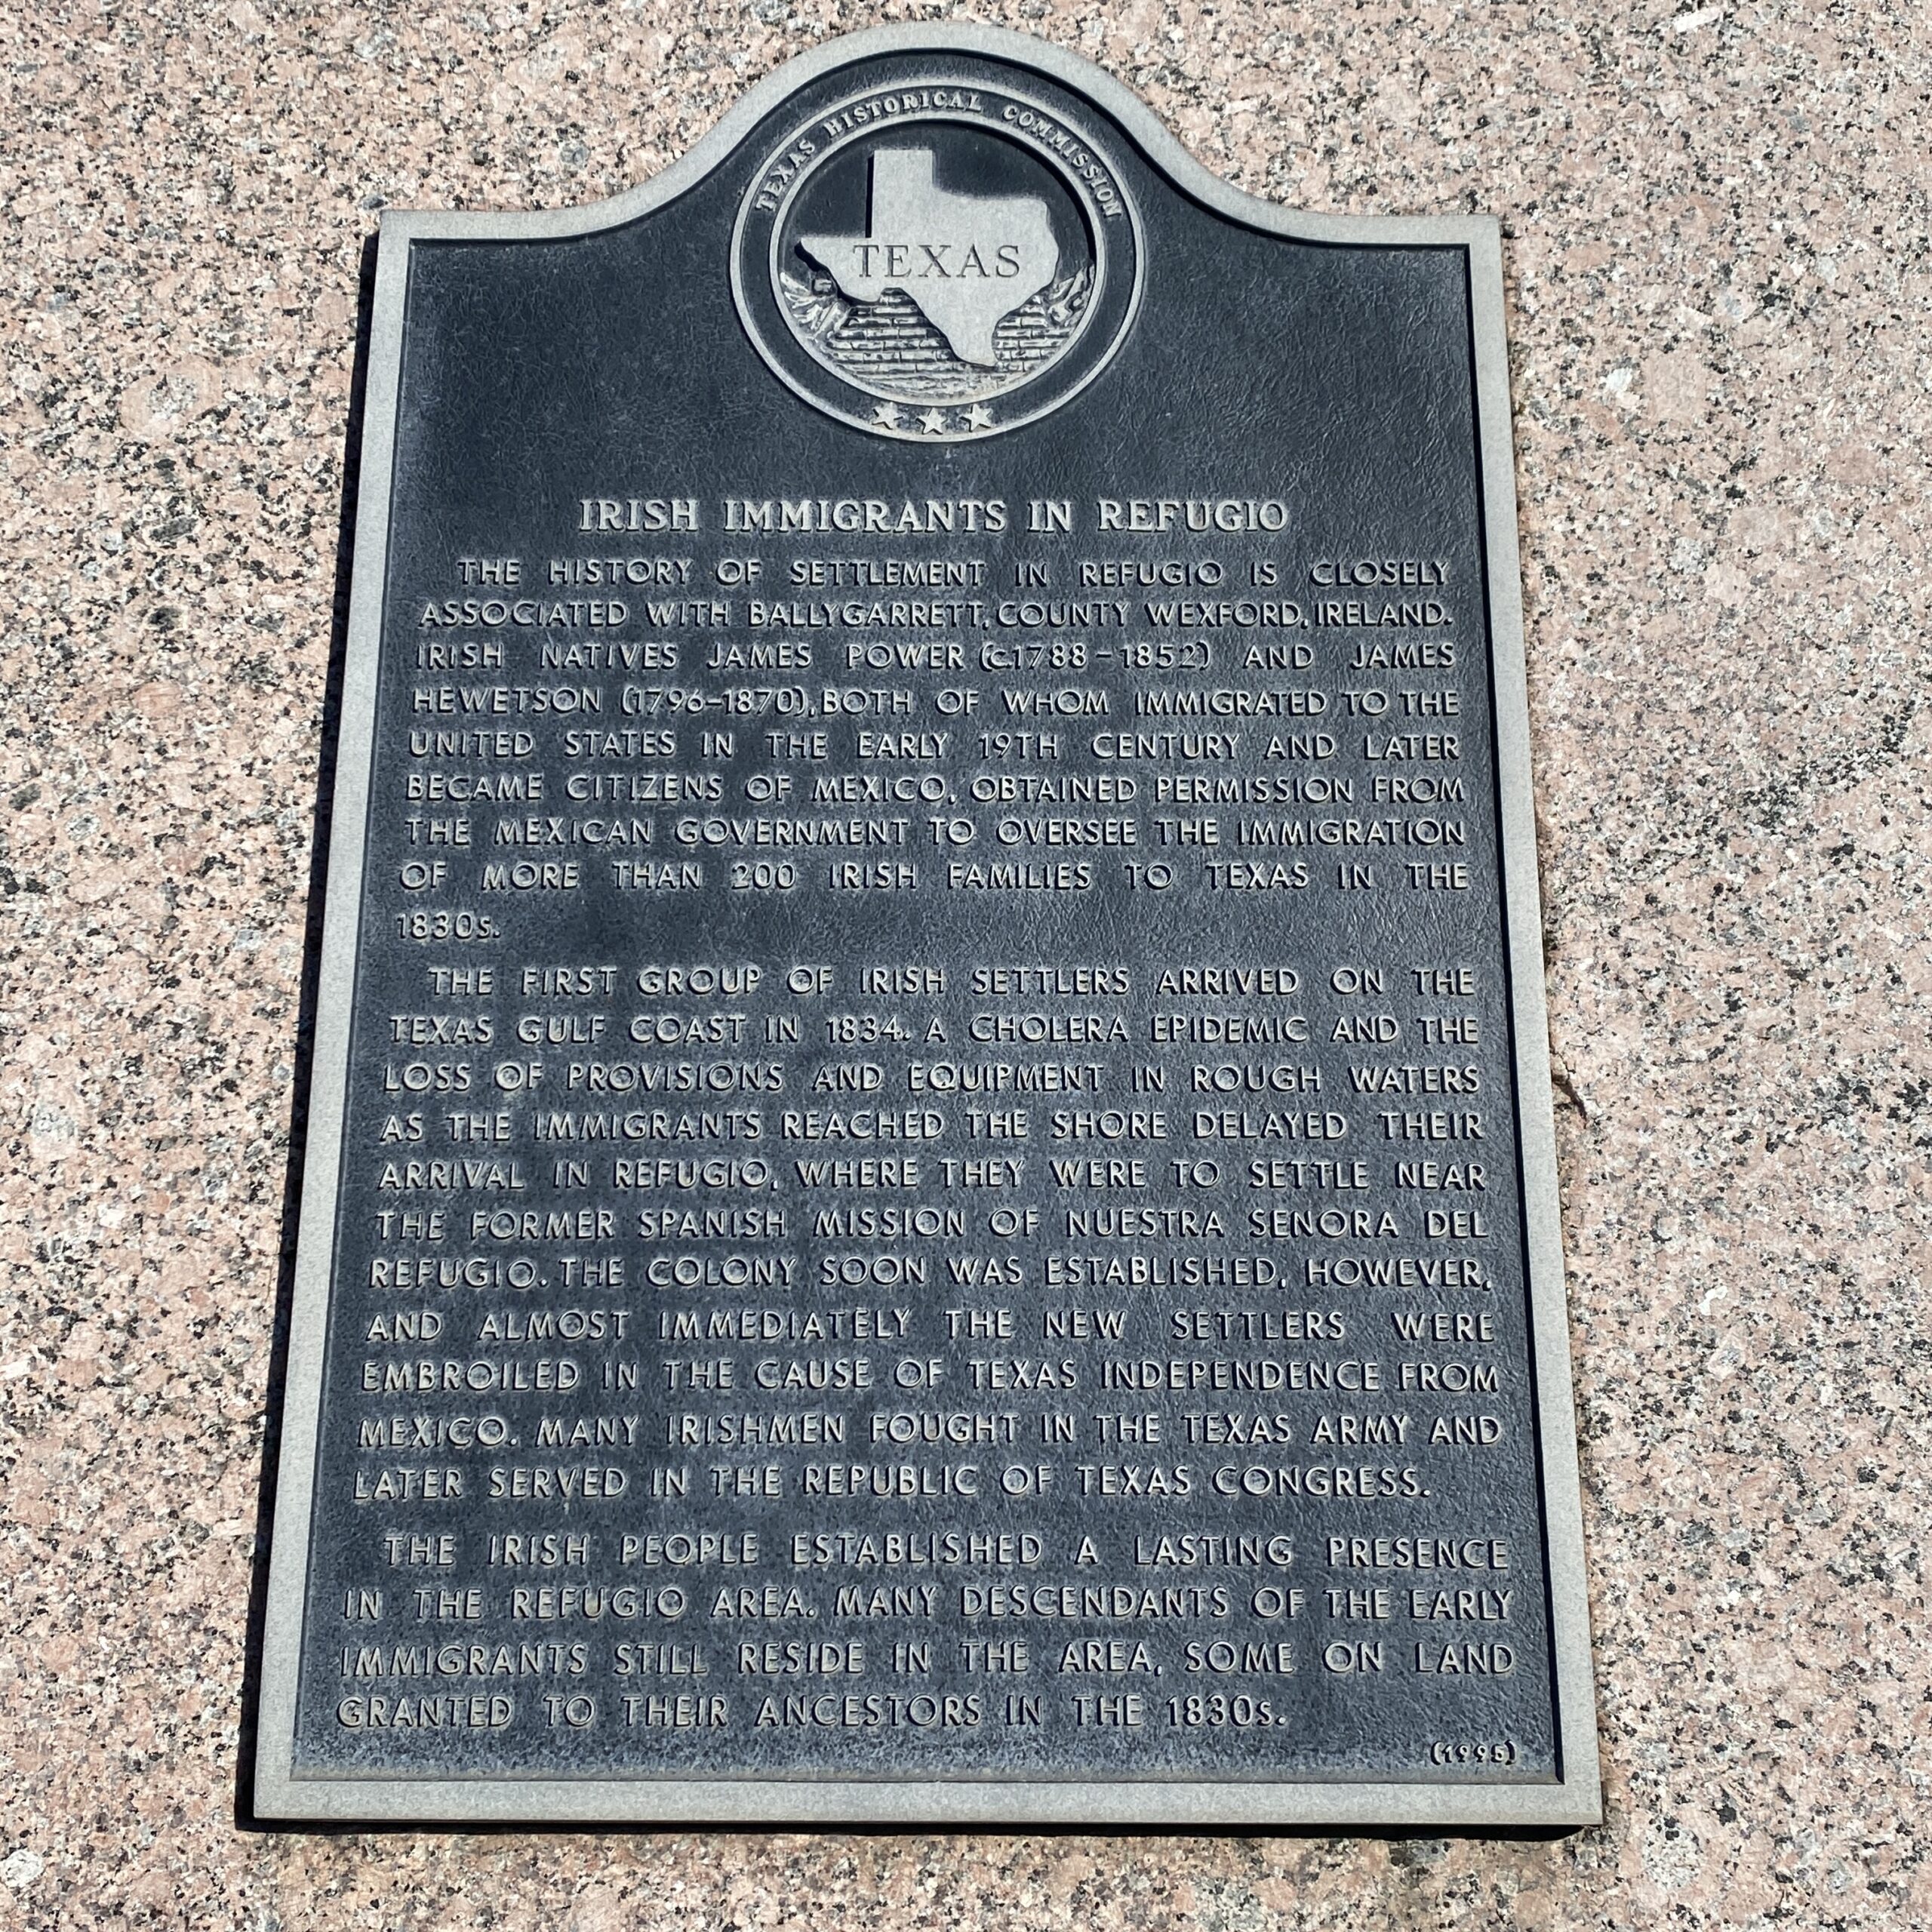 TEXAS HISTORICAL COMMISSION
TEXAS
IRISH IMMIGRANTS IN REFUGIO
THE HISTORY OF SETTLEMENT IN REFUGIO IS CLOSELY
ASSOCIATED WITH BALLYGARRETT, COUNTY WEXFORD, IRELAND.
IRISH NATIVES JAMES POWER (c.1788-1852) AND JAMES
HEWETSON (1796-1870), BOTH OF WHOM IMMIGRATED TO THE
UNITED STATES IN THE EARLY 19TH CENTURY AND LATER
BECAME CITIZENS OF MEXICO, OBTAINED PERMISSION FROM
THE MEXICAN GOVERNMENT TO OVERSEE THE IMMIGRATION
OF MORE THAN 200 IRISH FAMILIES TO TEXAS IN THE
1830s.
THE FIRST GROUP OF IRISH SETTLERS ARRIVED ON THE
TEXAS GULF COAST IN 1834. A CHOLERA EPIDEMIC AND THE
LOSS OF PROVISIONS AND EQUIPMENT IN ROUGH WATERS
AS THE IMMIGRANTS REACHED THE SHORE DELAYED THEIR
ARRIVAL IN REFUGIO, WHERE THEY WERE TO SETTLE NEAR
THE FORMER SPANISH MISSION OF NUESTRA SENORA DEL
REFUGIO. THE COLONY SOON WAS ESTABLISHED, HOWEVER,
AND ALMOST IMMEDIATELY THE NEW SETTLERS WERE
EMBROILED IN THE CAUSE OF TEXAS INDEPENDENCE FROM
MEXICO. MANY IRISHMEN FOUGHT IN THE TEXAS ARMY AND
LATER SERVED IN THE REPUBLIC OF TEXAS CONGRESS.
THE IRISH PEOPLE ESTABLISHED A LASTING PRESENCE
IN THE REFUGIO AREA. MANY DESCENDANTS OF THE EARLY
IMMIGRANTS STILL RESIDE IN THE AREA, SOME ON LAND
GRANTED TO THEIR ANCESTORS IN THE 1830s.
(1995)